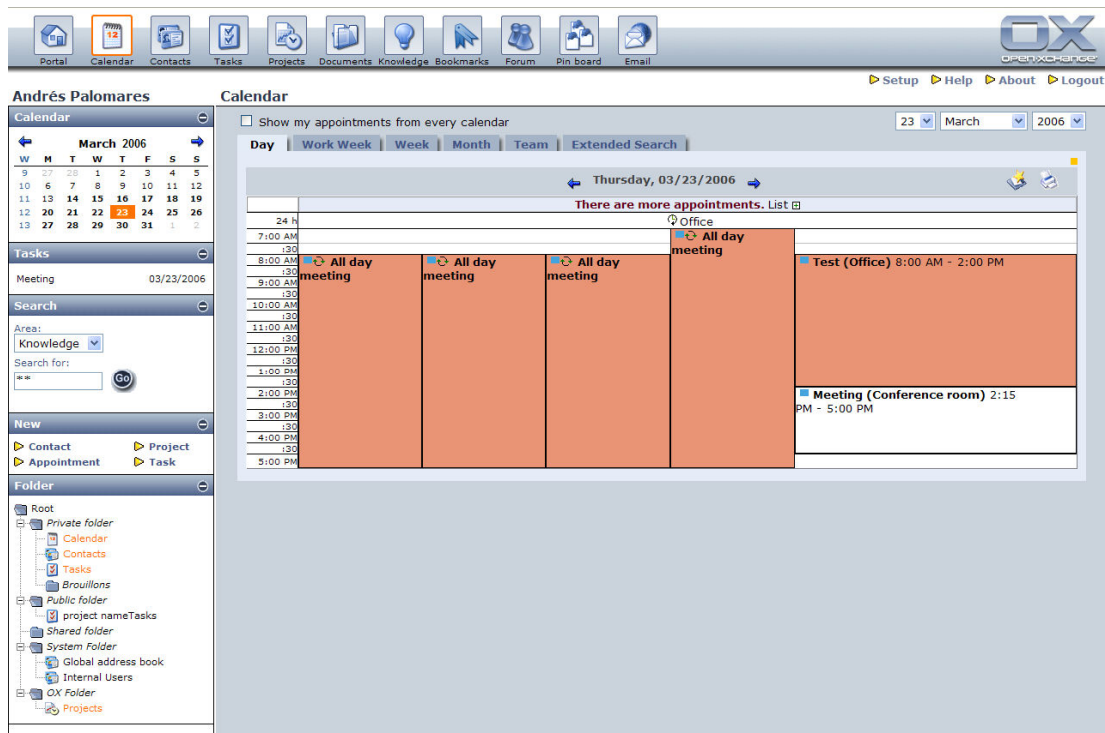 Portal Calendar Contacts Tasks Projects Documents Knowledge Bookmarks Forum Pin board Email
OX
OPEN-XCHANGE
Setup Help About Logout
Andrés Palomares
Calendar
March 2006
W M T W T F S S
9 27 28 1 2 3 4 5
10 6 7 8 9 10 11 12
11 13 14 15 16 17 18 19
12 20 21 22 23 24 25 26
13 27 28 29 30 31 1 2
Tasks
Meeting 03/23/2006
Search
Area:
Knowledge
Search for:
**
Go
New
Contact Project
Appointment Task
Folder
Root
Private folder
Calendar
Contacts
Tasks
Brouillons
Public folder
project nameTasks
Shared folder
System Folder
Global address book
Internal Users
OX Folder
Projects
Calendar
Show my appointments from every calendar
23 March 2006
Day Work Week Week Month Team Extended Search
Thursday, 03/23/2006
There are more appointments. List
24 h Office
7:00 AM
:30
8:00 AM
:30
9:00 AM
:30
10:00 AM
:30
11:00 AM
:30
12:00 PM
:30
1:00 PM
:30
2:00 PM
:30
3:00 PM
:30
4:00 PM
:30
5:00 PM
All day
meeting
All day
meeting
All day
meeting
All day
meeting
Test (Office) 8:00 AM - 2:00 PM
Meeting (Conference room) 2:15
PM - 5:00 PM